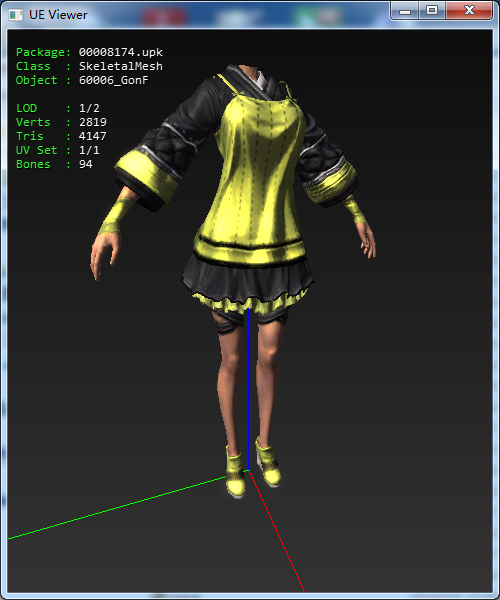 UE Viewer
Package: 00008174.upk
Class : SkeletalMesh
Object : 60006_GonF
LOD : 1/2
Verts : 2819
Tris : 4147
UV Set : 1/1
Bones : 94